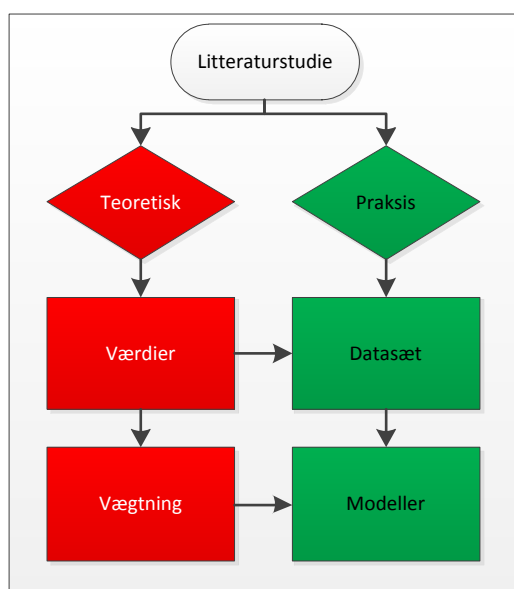 Litteraturstudie
Teoretisk
Praksis
Værdier
Datasæt
Vægtning
Modeller